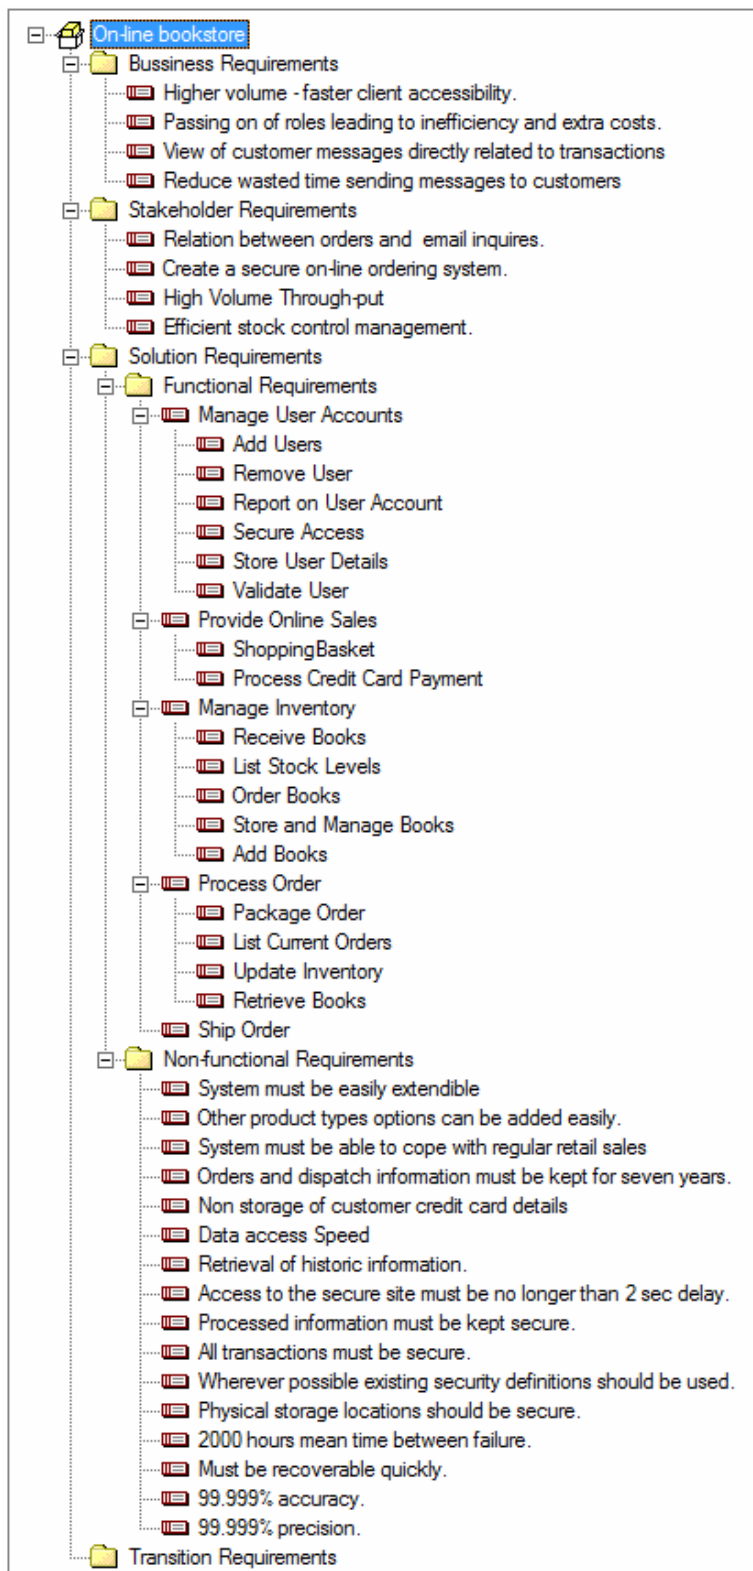 On-line bookstore
Bussiness Requirements
Higher volume - faster client accessibility.
Passing on of roles leading to inefficiency and extra costs.
View of customer messages directly related to transactions
Reduce wasted time sending messages to customers
Stakeholder Requirements
Relation between orders and email inquires.
Create a secure on-line ordering system.
High Volume Through-put
Efficient stock control management.
Solution Requirements
Functional Requirements
Manage User Accounts
Add Users
Remove User
Report on User Account
Secure Access
Store User Details
Validate User
Provide Online Sales
ShoppingBasket
Process Credit Card Payment
Manage Inventory
Receive Books
List Stock Levels
Order Books
Store and Manage Books
Add Books
Process Order
Package Order
List Current Orders
Update Inventory
Retrieve Books
Ship Order
Non-functional Requirements
System must be easily extendible
Other product types options can be added easily.
System must be able to cope with regular retail sales
Orders and dispatch information must be kept for seven years.
Non storage of customer credit card details
Data access Speed
Retrieval of historic information.
Access to the secure site must be no longer than 2 sec delay.
Processed information must be kept secure.
All transactions must be secure.
Wherever possible existing security definitions should be used.
Physical storage locations should be secure.
2000 hours mean time between failure.
Must be recoverable quickly.
99.999% accuracy.
99.999% precision.
Transition Requirements